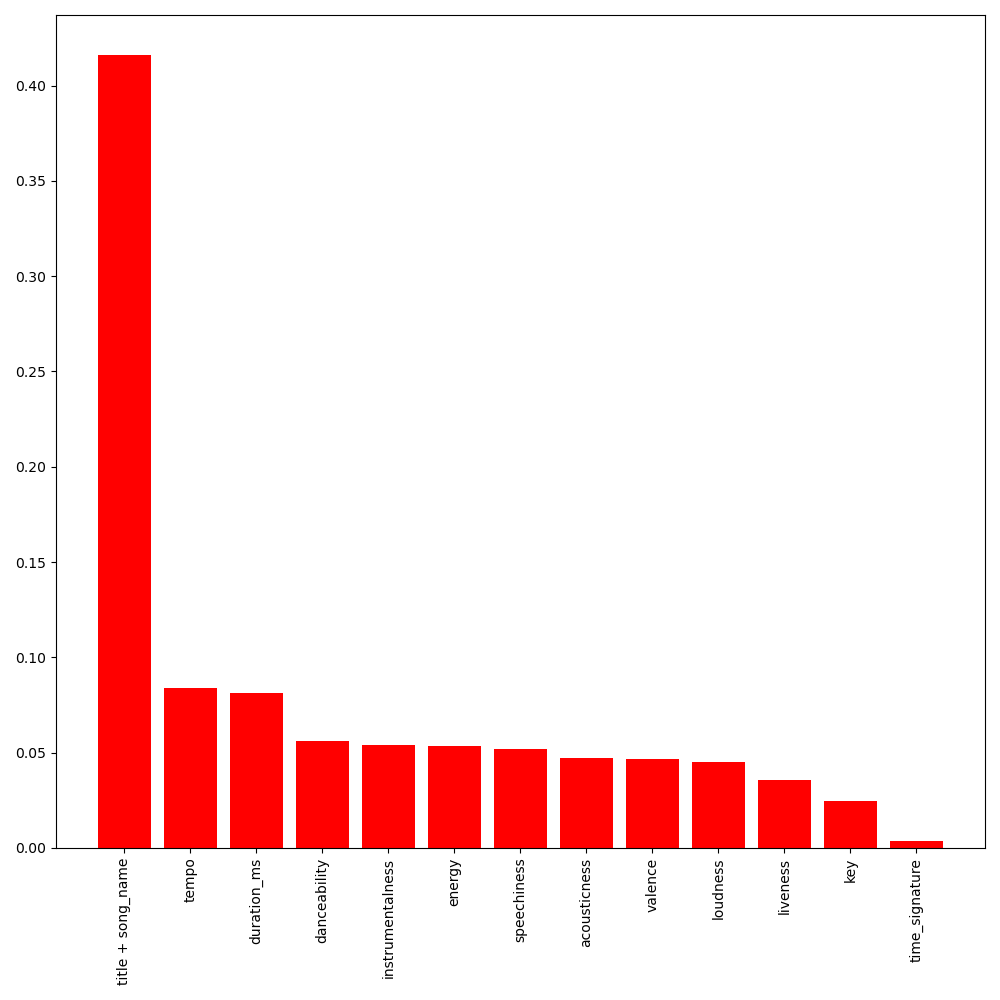 0.40
0.35
0.30
0.25
0.20
0.15
0.10
0.05
0.00
title + song_name
tempo
duration_ms
danceability
instrumentalness
energy
speechiness
acousticness
valence
loudness
liveness
key
time_signature